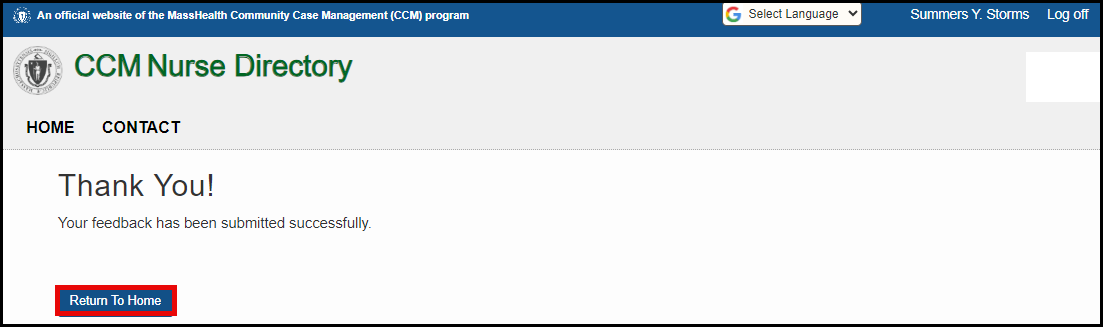 An official website of the MassHealth Community Case Management (CCM) program
Select Language
Summers Y. Storms
Log off
CCM Nurse Directory
HOME
CONTACT
Thank You!
Your feedback has been submitted successfully.
Return To Home